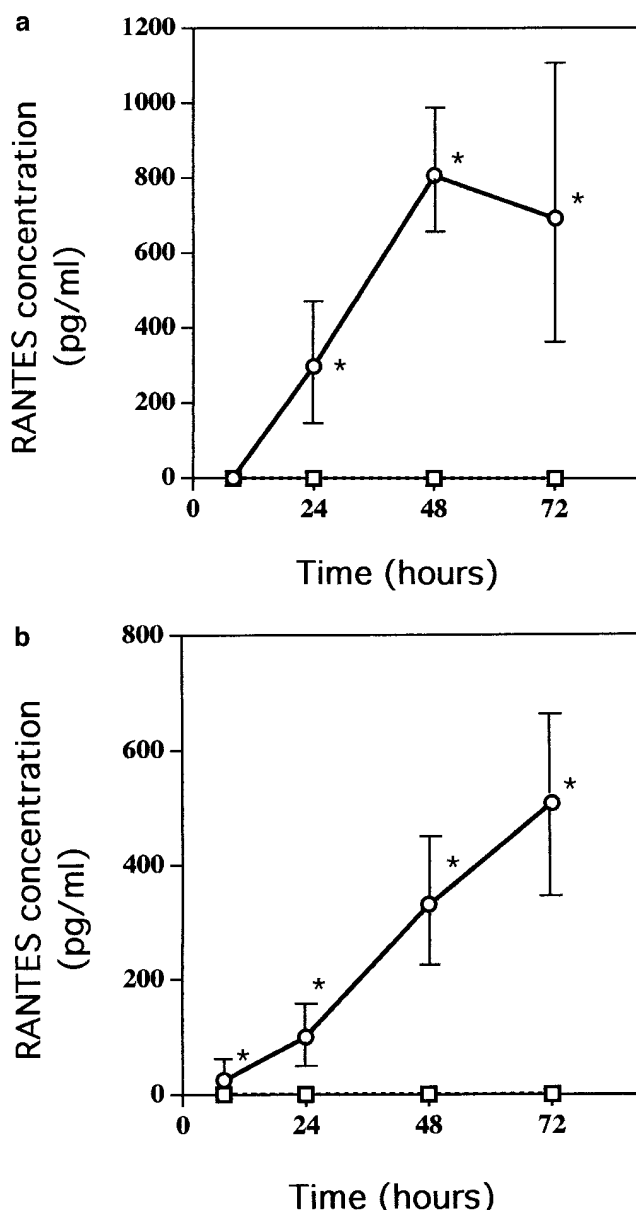 a
1200
1000
800
600
400
200
0
RANTES concentration
(pg/ml)
*
*
*
0 24 48 72
Time (hours)
b
800
600
400
200
0
RANTES concentration
(pg/ml)
*
*
*
*
0 24 48 72
Time (hours)